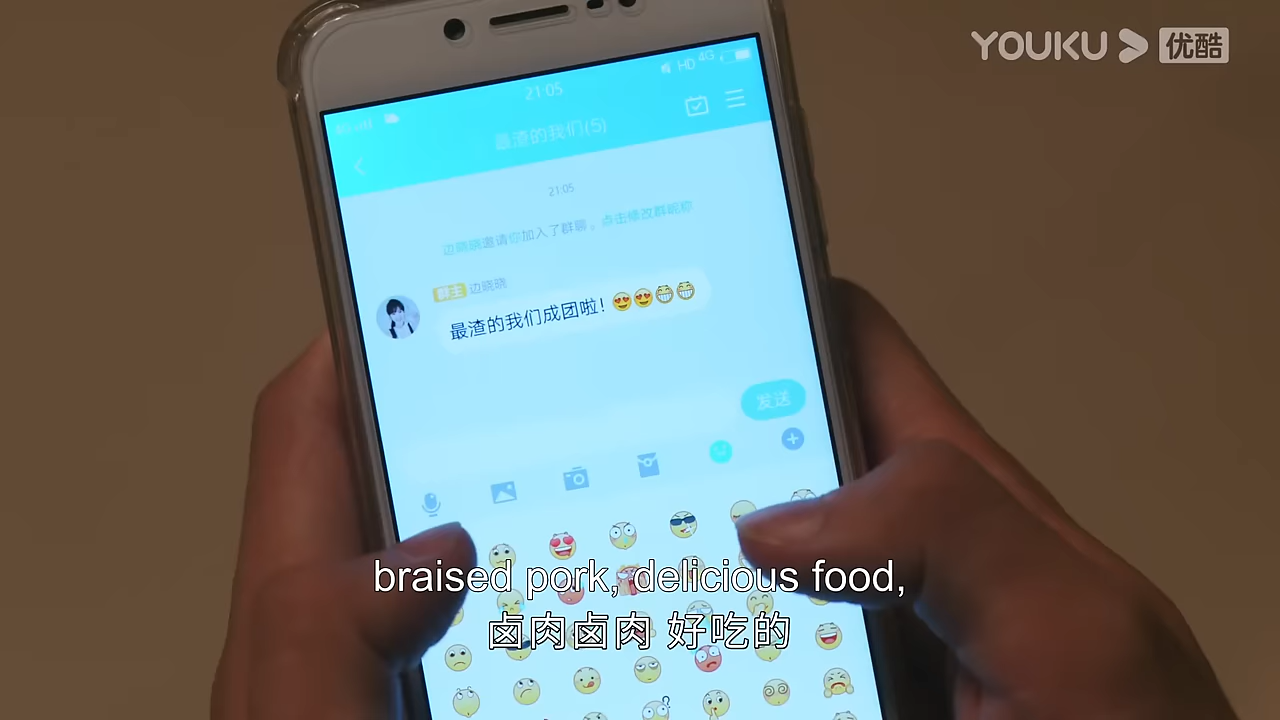 YOUKU 优酷
HD 4G
21:05
最渣的我们(5)
21:05
边晓晓邀请你加入了群聊。点击修改群昵称
群主 边晓晓
最渣的我们成团啦!
发送
braised pork, delicious food,
卤肉卤肉 好吃的